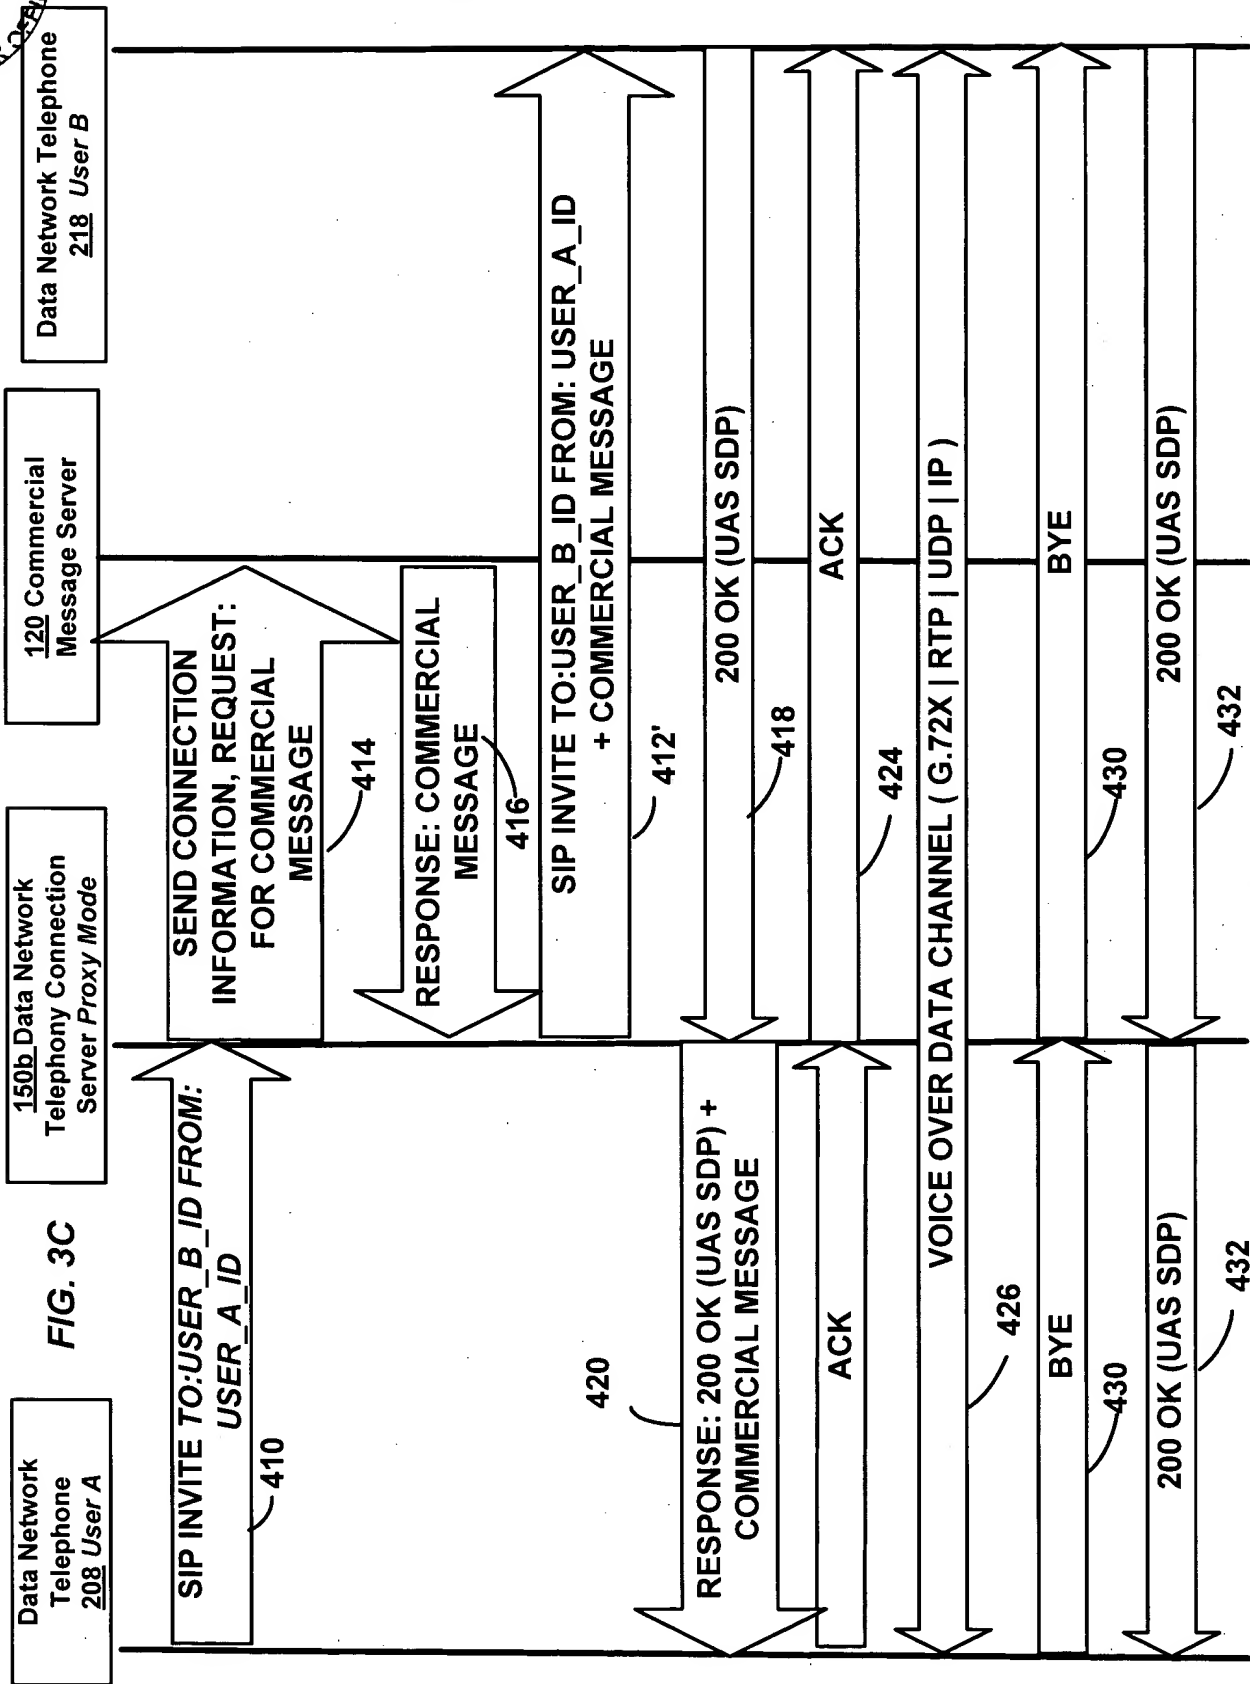 FIG. 3C
Data Network
Telephone
208 User A
150b Data Network
Telephony Connection
Server Proxy Mode
120 Commercial
Message Server
Data Network Telephone
218 User B
SIP INVITE TO:USER_B_ID FROM:
USER_A_ID
410
SEND CONNECTION
INFORMATION, REQUEST:
FOR COMMERCIAL
MESSAGE
414
RESPONSE: COMMERCIAL
MESSAGE
416
SIP INVITE TO:USER_B_ID FROM: USER_A_ID
+ COMMERCIAL MESSAGE
412'
200 OK (UAS SDP)
418
420
RESPONSE: 200 OK (UAS SDP) +
COMMERCIAL MESSAGE
ACK
ACK
424
VOICE OVER DATA CHANNEL ( G.72X | RTP | UDP | IP )
426
BYE
430
BYE
430
200 OK (UAS SDP)
432
200 OK (UAS SDP)
432